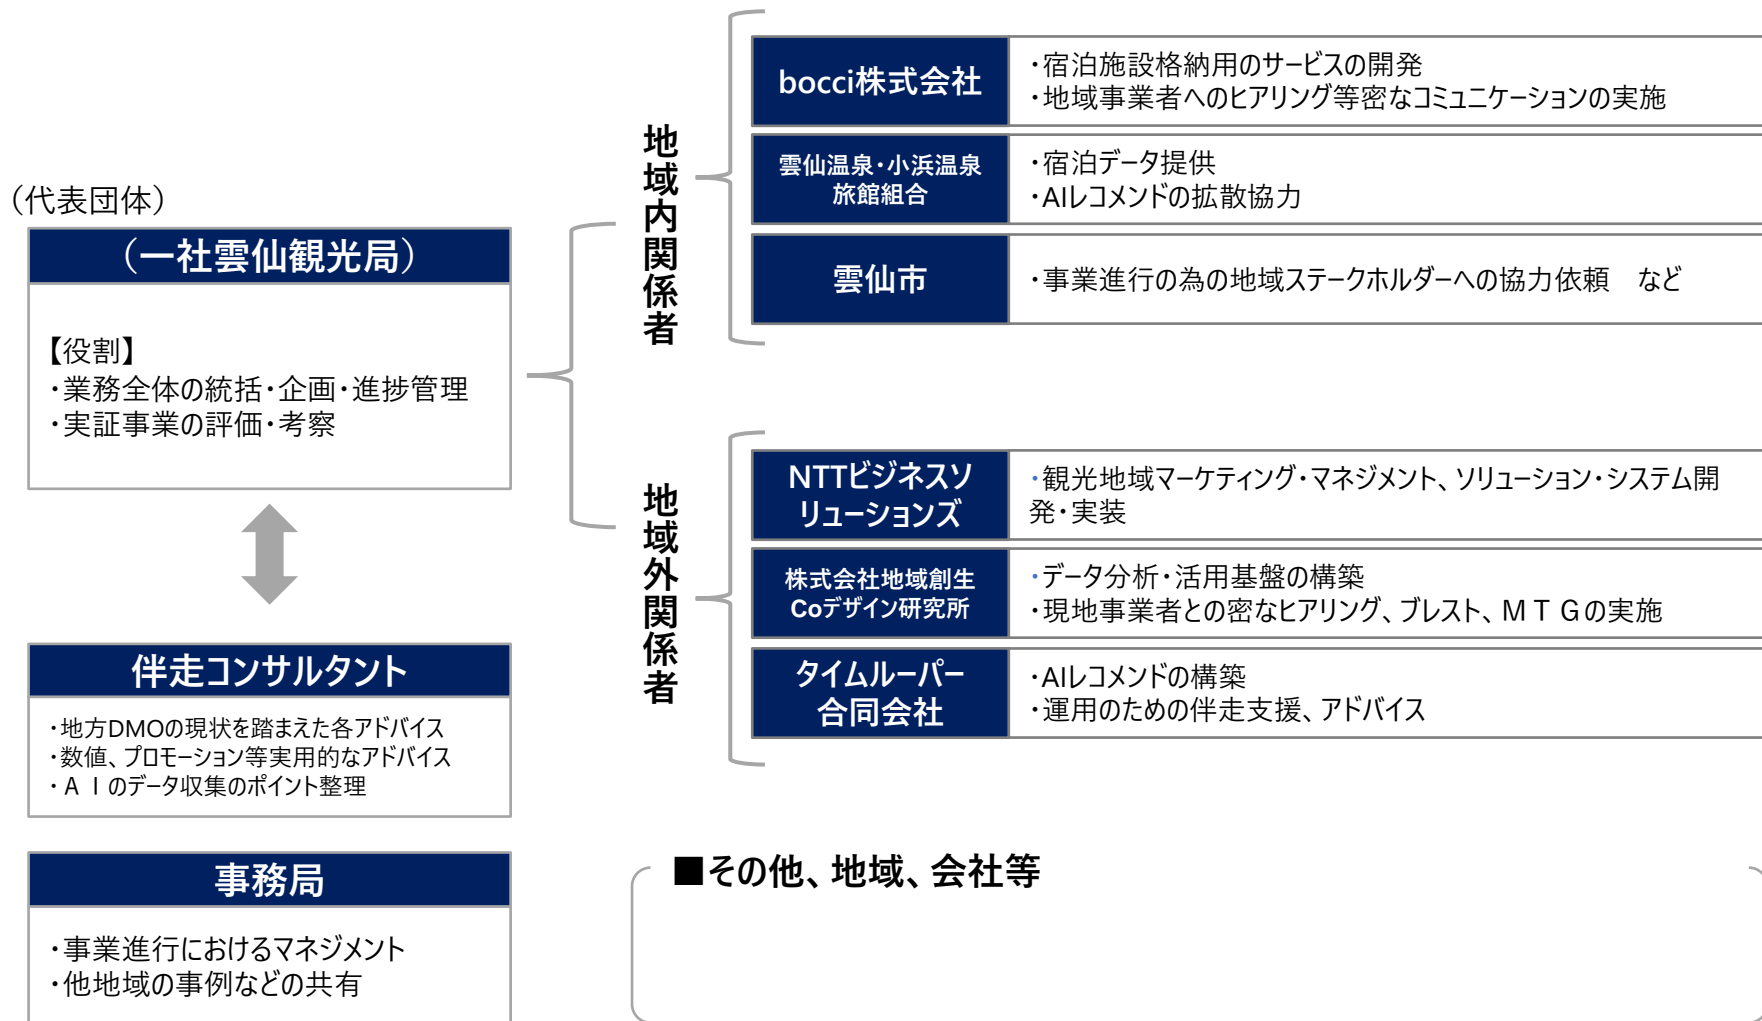 （代表団体）
（一社雲仙観光局）
【役割】
・業務全体の統括・企画・進捗管理
・実証事業の評価・考察
伴走コンサルタント
・地方DMOの現状を踏まえた各アドバイス
・数値、プロモーション等実用的なアドバイス
・ＡＩのデータ収集のポイント整理
事務局
・事業進行におけるマネジメント
・他地域の事例などの共有
地域内関係者
bocci株式会社
・宿泊施設格納用のサービスの開発
・地域事業者へのヒアリング等密なコミュニケーションの実施
雲仙温泉・小浜温泉
旅館組合
・宿泊データ提供
・AIレコメンドの拡散協力
雲仙市
・事業進行の為の地域ステークホルダーへの協力依頼　など
地域外関係者
NTTビジネスソ
リューションズ
・観光地域マーケティング・マネジメント、ソリューション・システム開
発・実装
株式会社地域創生
Coデザイン研究所
・データ分析・活用基盤の構築
・現地事業者との密なヒアリング、ブレスト、ＭＴＧの実施
タイムルーパー
合同会社
・AIレコメンドの構築
・運用のための伴走支援、アドバイス
■その他、地域、会社等